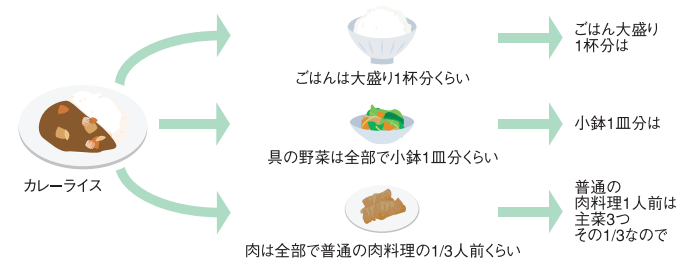 カレーライス
ごはんは大盛り1杯分くらい
ごはん大盛り
1杯分は
具の野菜は全部で小鉢1皿分くらい
小鉢1皿分は
肉は全部で普通の肉料理の1/3人前くらい
普通の
肉料理1人前は
主菜3つ
その1/3なので